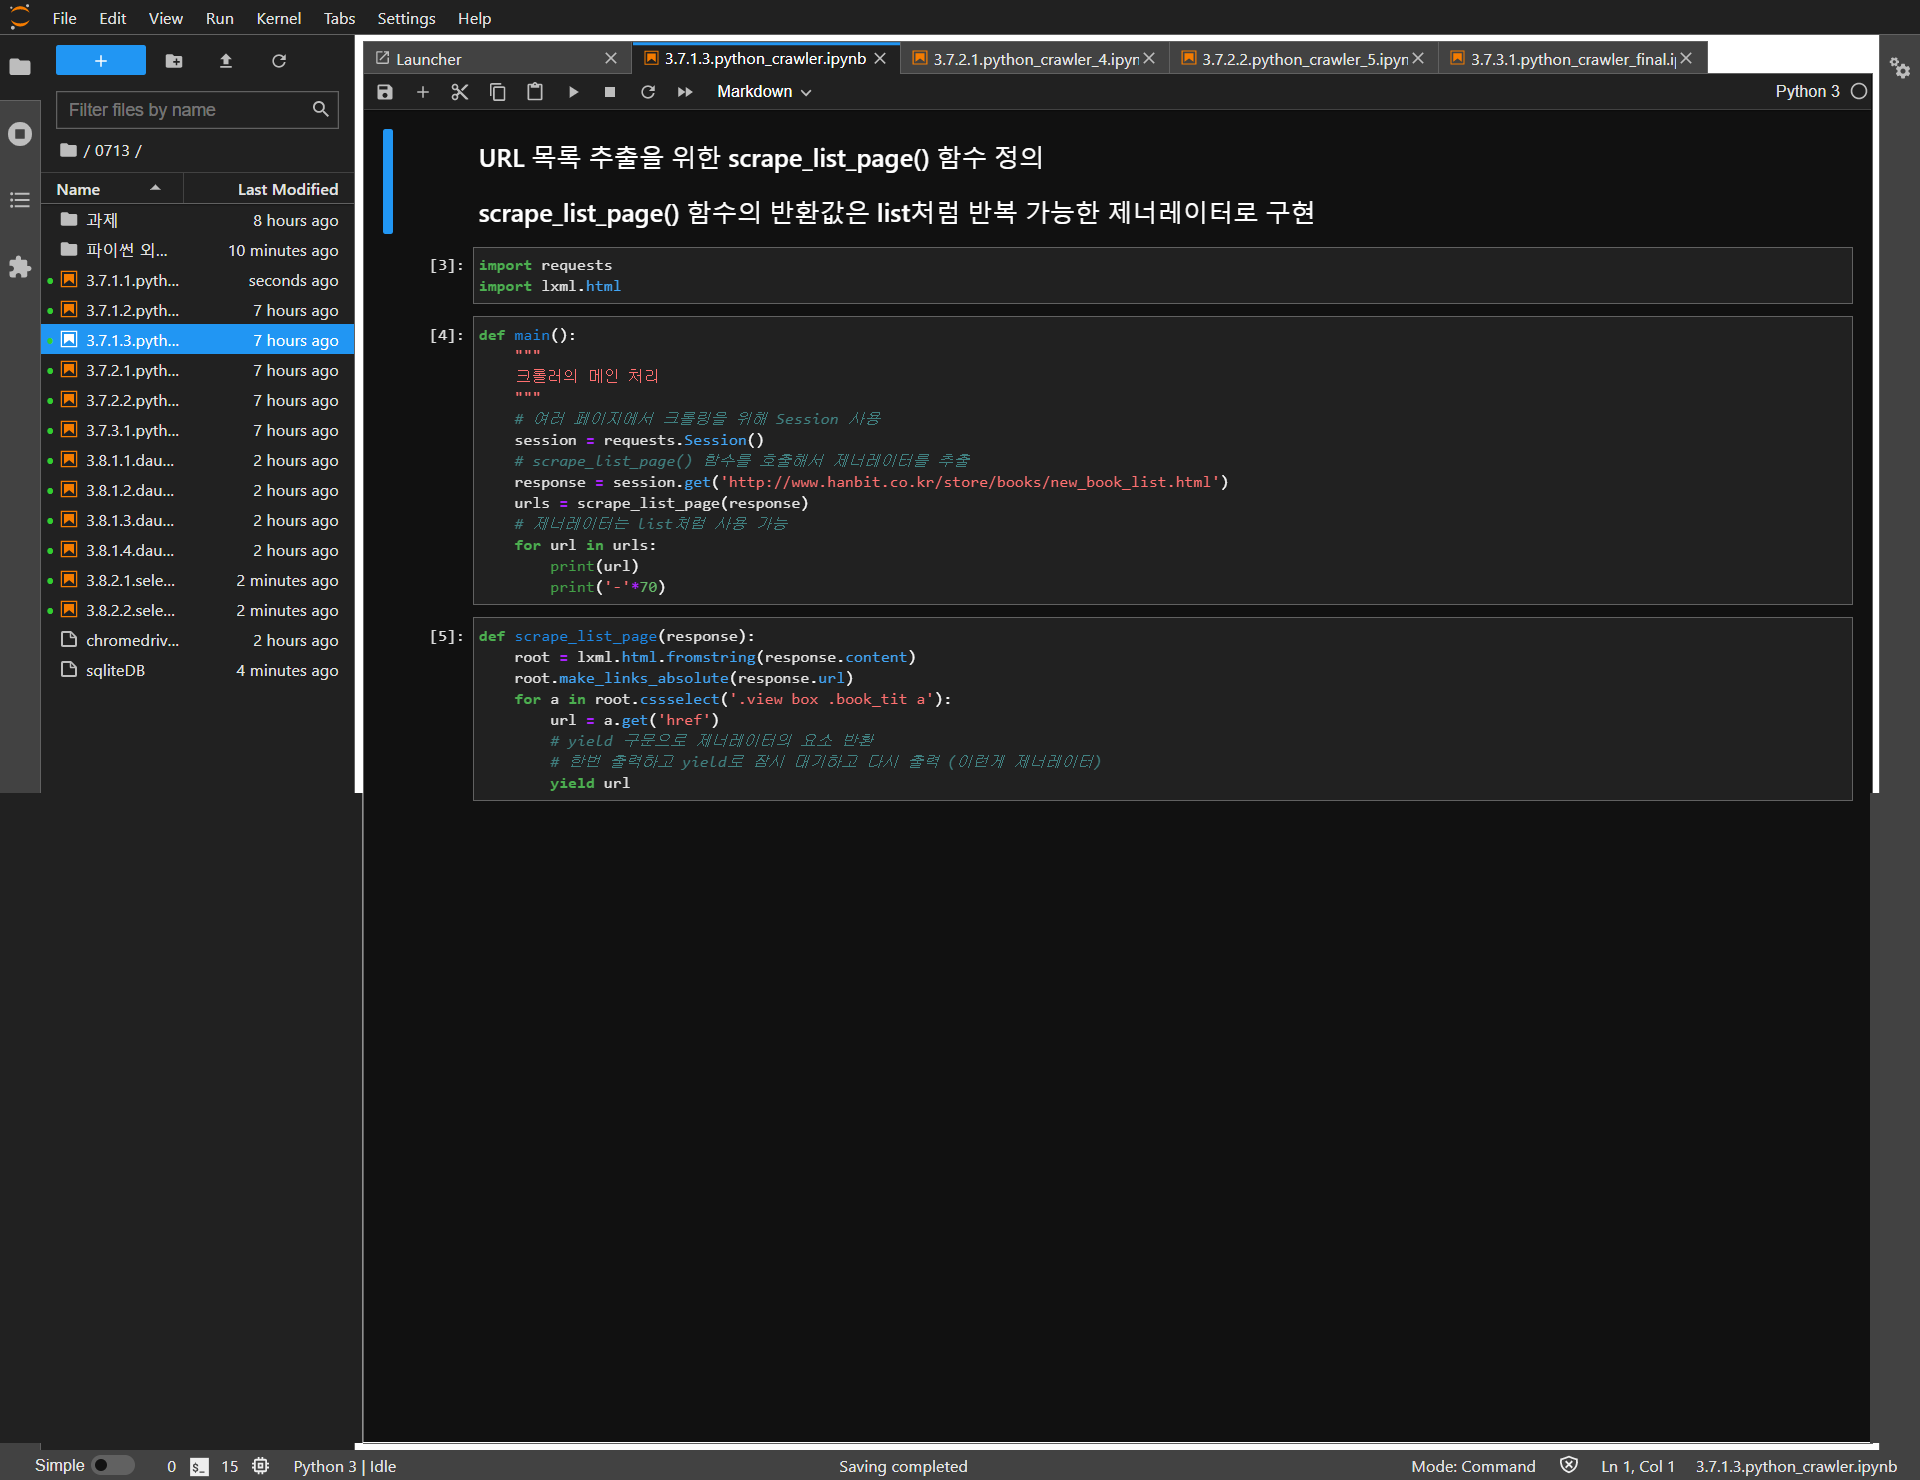 File Edit View Run Kernel Tabs Settings Help
Launcher
3.7.1.3.python_crawler.ipynb
3.7.2.1.python_crawler_4.ipyn
3.7.2.2.python_crawler_5.ipyn
3.7.3.1.python_crawler_final.i
Markdown
Python 3
Filter files by name
/ 0713 /
Name Last Modified
과제 8 hours ago
파이썬 외... 10 minutes ago
3.7.1.1.pyth... seconds ago
3.7.1.2.pyth... 7 hours ago
3.7.1.3.pyth... 7 hours ago
3.7.2.1.pyth... 7 hours ago
3.7.2.2.pyth... 7 hours ago
3.7.3.1.pyth... 7 hours ago
3.8.1.1.dau... 2 hours ago
3.8.1.2.dau... 2 hours ago
3.8.1.3.dau... 2 hours ago
3.8.1.4.dau... 2 hours ago
3.8.2.1.sele... 2 minutes ago
3.8.2.2.sele... 2 minutes ago
chromedriv... 2 hours ago
sqliteDB 4 minutes ago
URL 목록 추출을 위한 scrape_list_page() 함수 정의
scrape_list_page() 함수의 반환값은 list처럼 반복 가능한 제너레이터로 구현
[3]: import requests
import lxml.html
[4]: def main():
"""
크롤러의 메인 처리
"""
# 여러 페이지에서 크롤링을 위해 Session 사용
session = requests.Session()
# scrape_list_page() 함수를 호출해서 제너레이터를 추출
response = session.get('http://www.hanbit.co.kr/store/books/new_book_list.html')
urls = scrape_list_page(response)
# 제너레이터는 list처럼 사용 가능
for url in urls:
print(url)
print('-'*70)
[5]: def scrape_list_page(response):
root = lxml.html.fromstring(response.content)
root.make_links_absolute(response.url)
for a in root.cssselect('.view box .book_tit a'):
url = a.get('href')
# yield 구문으로 제너레이터의 요소 반환
# 한번 출력하고 yield로 잠시 대기하고 다시 출력 (이런게 제너레이터)
yield url
Simple 0 $_ 15 Python 3 | Idle Saving completed Mode: Command Ln 1, Col 1 3.7.1.3.python_crawler.ipynb